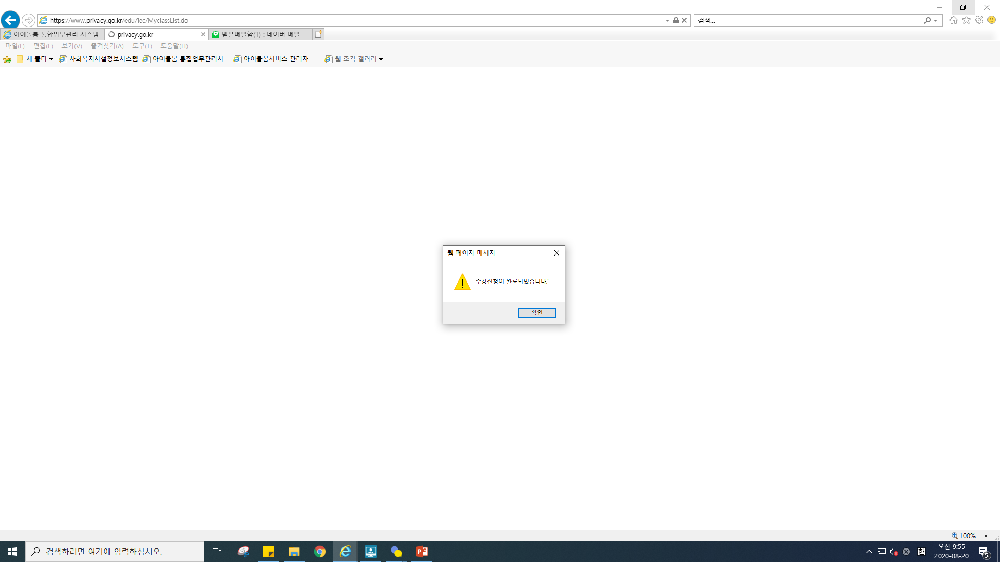 https://www.privacy.go.kr/edu/lec/MyclassList.do
검색...
아이돌봄 통합업무관리 시스템
privacy.go.kr
받은메일함(1) : 네이버 메일
파일(F) 편집(E) 보기(V) 즐겨찾기(A) 도구(T) 도움말(H)
새 폴더 사회복지시설정보시스템 아이돌봄 통합업무관리시... 아이돌봄서비스 관리자 ... 웹 조각 갤러리
웹 페이지 메시지
수강신청이 완료되었습니다.'
확인
100%
검색하려면 여기에 입력하십시오.
한
오전 9:55
2020-08-20
5